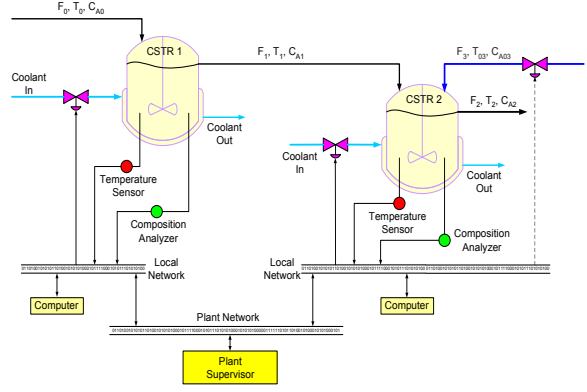 F0, T0, CA0
CSTR 1
F1, T1, CA1
F3, T03, CA03
Coolant
In
CSTR 2
F2, T2, CA2
Coolant
Out
Coolant
In
Temperature
Sensor
Coolant
Out
Composition
Analyzer
Temperature
Sensor
Composition
Analyzer
Local
Network
Local
Network
Computer
Computer
Plant Network
Plant
Supervisor